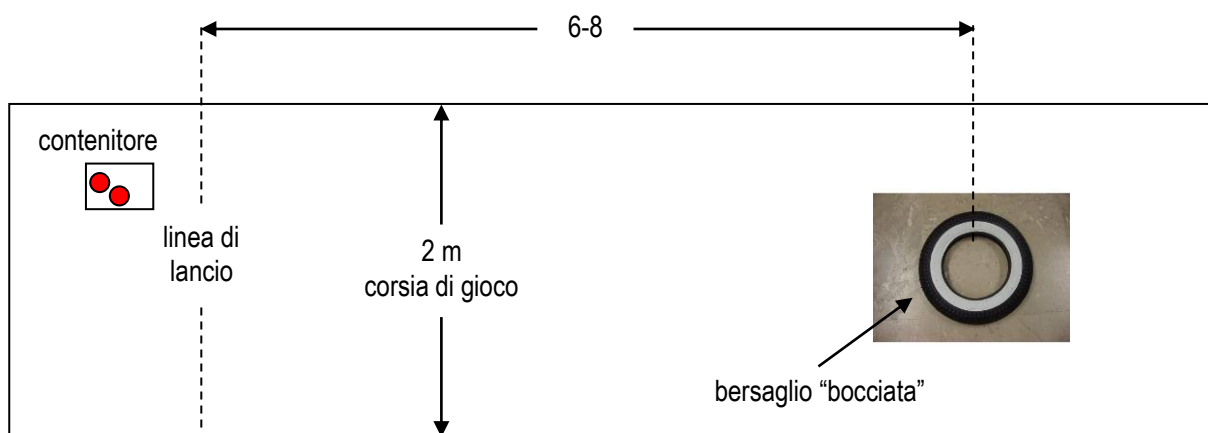 6-8
contenitore
linea di
lancio
2 m
corsia di gioco
bersaglio “bocciata”